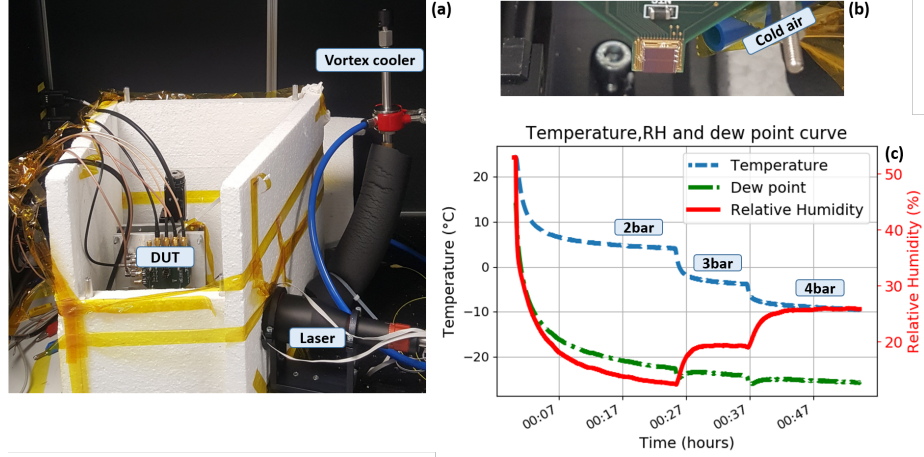 (a)
Vortex cooler
DUT
Laser
(b)
Cold air
Temperature,RH and dew point curve
(c)
Temperature
Dew point
Relative Humidity
2bar
3bar
4bar
Temperature (°C)
20
10
0
−10
−20
Relative Humidity (%)
50
40
30
20
00:07
00:17
00:27
00:37
00:47
Time (hours)